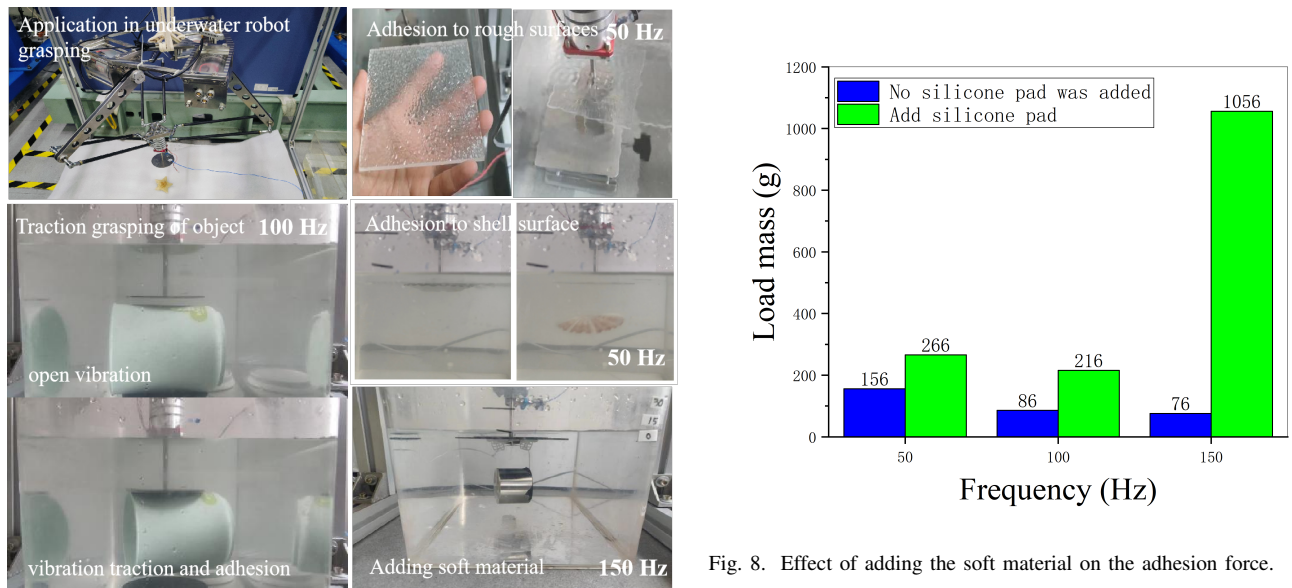 Application in underwater robot
grasping
Adhesion to rough surfaces 50 Hz
Traction grasping of object 100 Hz
open vibration
vibration traction and adhesion
Adhesion to shell surface
50 Hz
30
15
0
Adding soft material 150 Hz
No silicone pad was added
Add silicone pad
1200
1000
800
600
400
200
0
Load mass (g)
156
266
86
216
76
1056
50
100
150
Frequency (Hz)
Fig. 8. Effect of adding the soft material on the adhesion force.